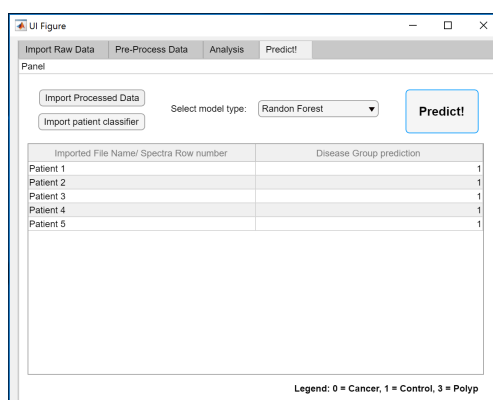 UI Figure
Import Raw Data Pre-Process Data Analysis Predict!
Panel
Import Processed Data
Import patient classifier
Select model type: Randon Forest
Predict!
Imported File Name/ Spectra Row number Disease Group prediction
Patient 1 1
Patient 2 1
Patient 3 1
Patient 4 1
Patient 5 1
Legend: 0 = Cancer, 1 = Control, 3 = Polyp